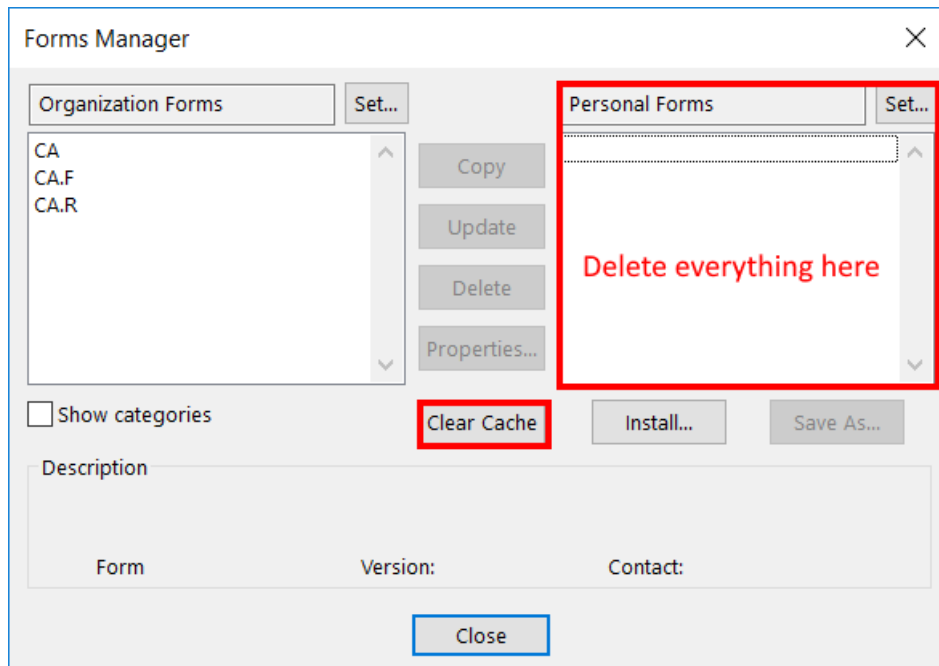 Forms Manager
Organization Forms
Set...
Personal Forms
Set...
CA
CA.F
CA.R
Copy
Update
Delete
Properties...
Delete everything here
Show categories
Clear Cache
Install...
Save As...
Description
Form
Version:
Contact:
Close